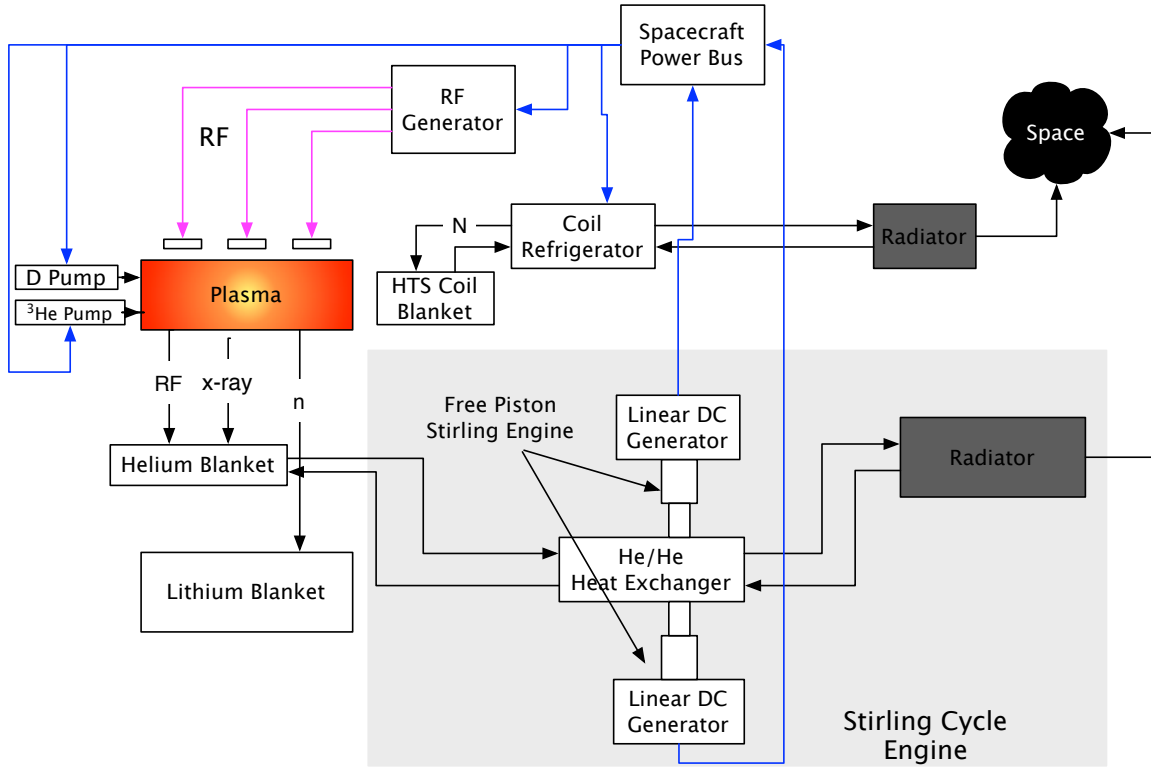 Spacecraft
Power Bus
RF
Generator
RF
Space
Coil
Refrigerator
N
Radiator
HTS Coil
Blanket
D Pump
³He Pump
Plasma
RF
x-ray
n
Free Piston
Stirling Engine
Linear DC
Generator
Helium Blanket
Radiator
He/He
Heat Exchanger
Lithium Blanket
Linear DC
Generator
Stirling Cycle
Engine